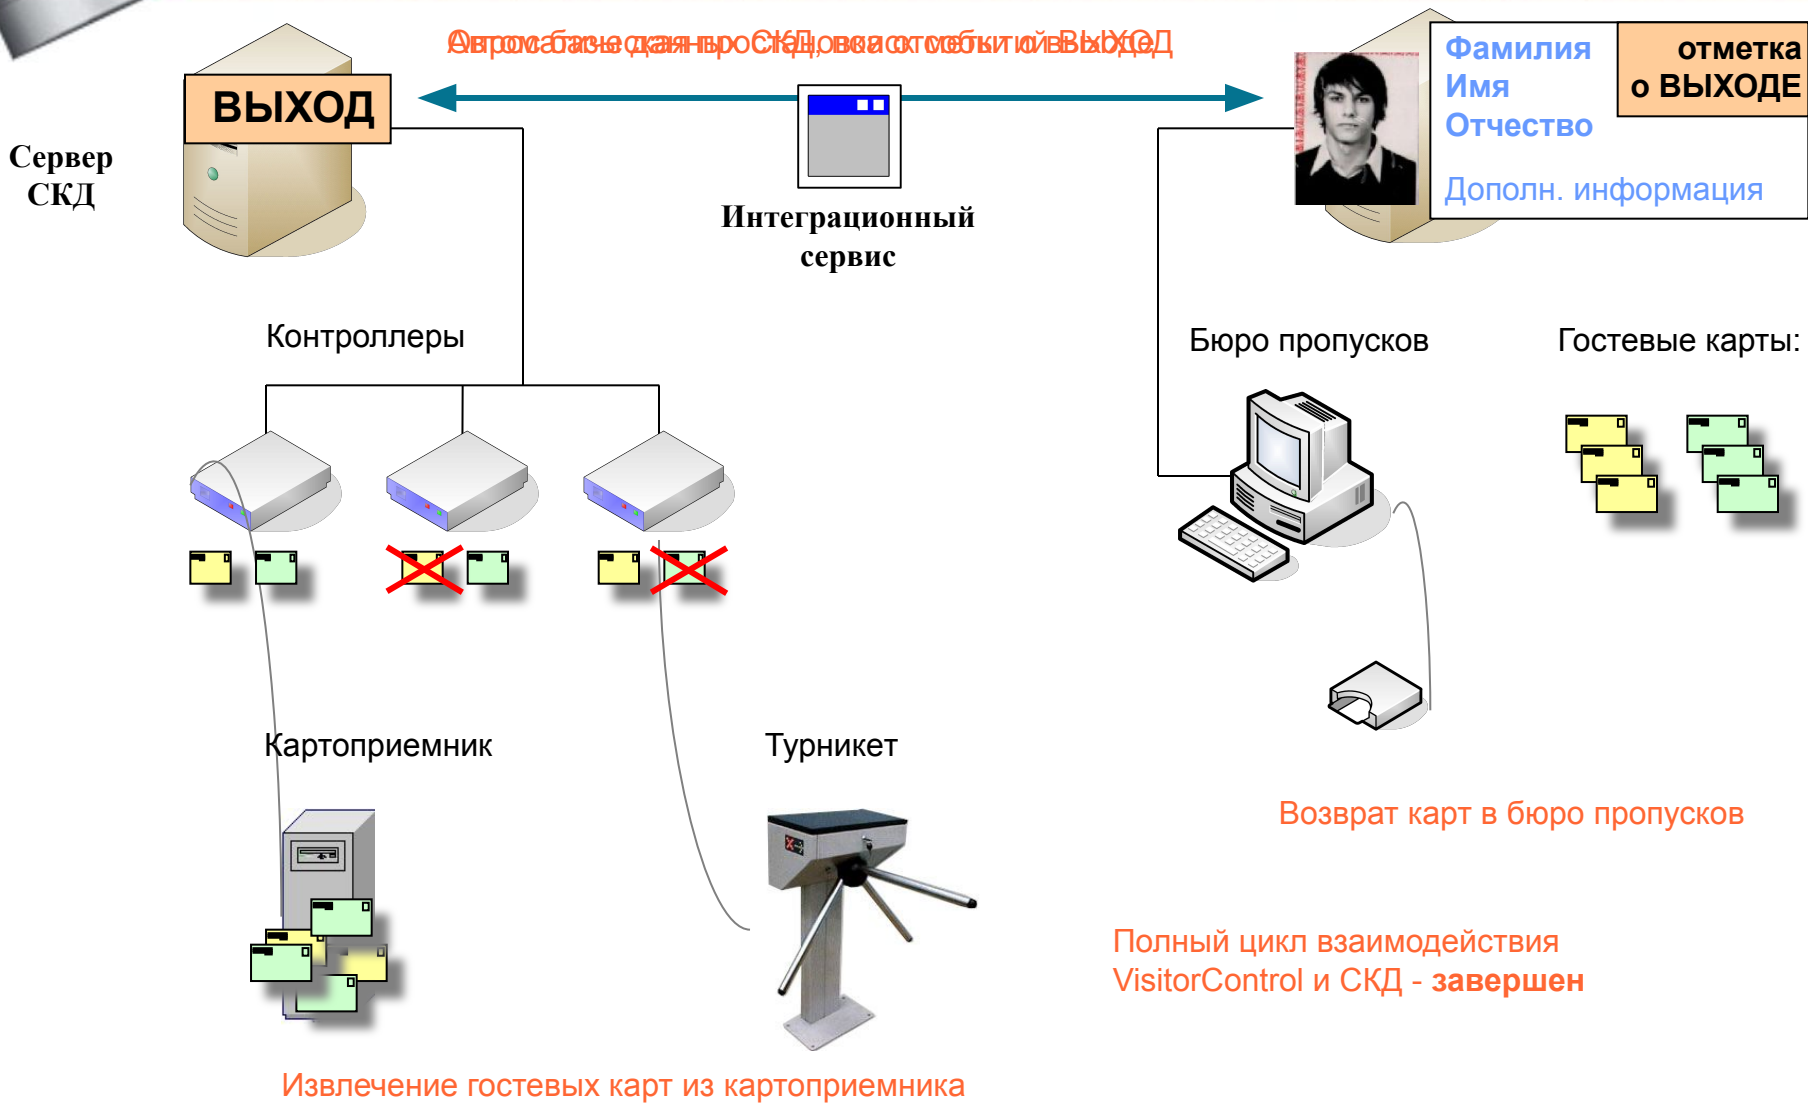 ВЫХОД
Фамилия
Имя
Отчество
отметка
о ВЫХОДЕ
Дополн. информация
Сервер
СКД
Интеграционный
сервис
Контроллеры
Бюро пропусков
Гостевые карты:
Картоприемник
Турникет
Возврат карт в бюро пропусков
Полный цикл взаимодействия
VisitorControl и СКД - завершен
Извлечение гостевых карт из картоприемника